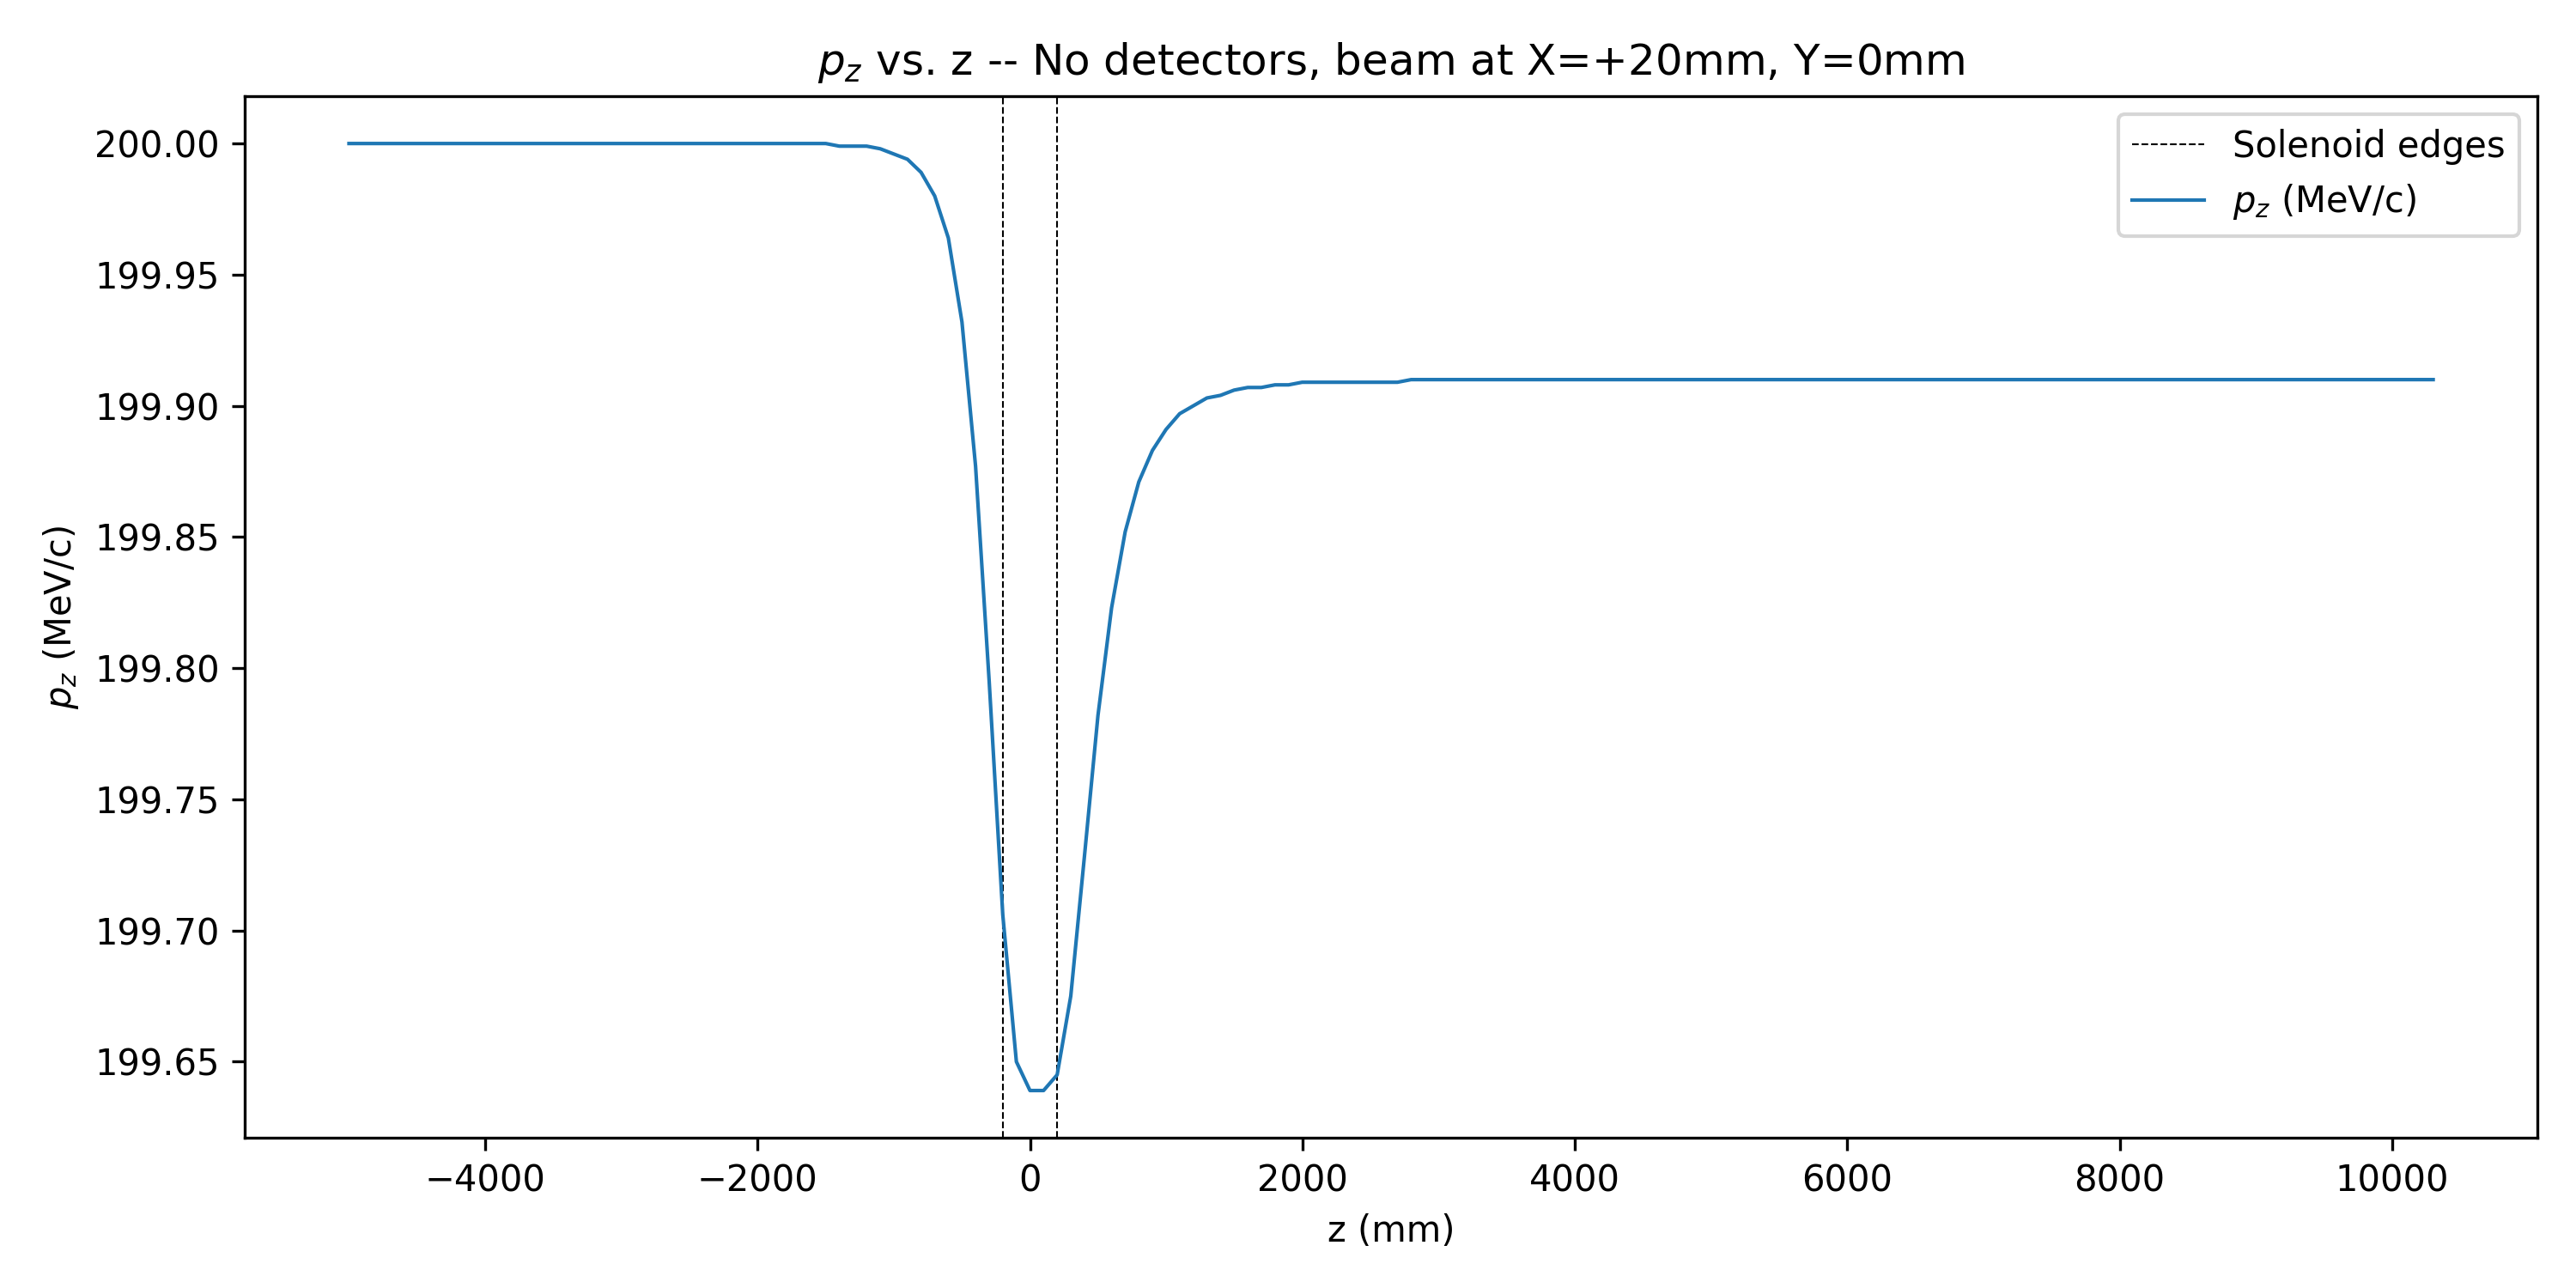 p_z vs. z -- No detectors, beam at X=+20mm, Y=0mm
Solenoid edges
p_z (MeV/c)
p_z (MeV/c)
200.00
199.95
199.90
199.85
199.80
199.75
199.70
199.65
−4000 −2000 0 2000 4000 6000 8000 10000
z (mm)